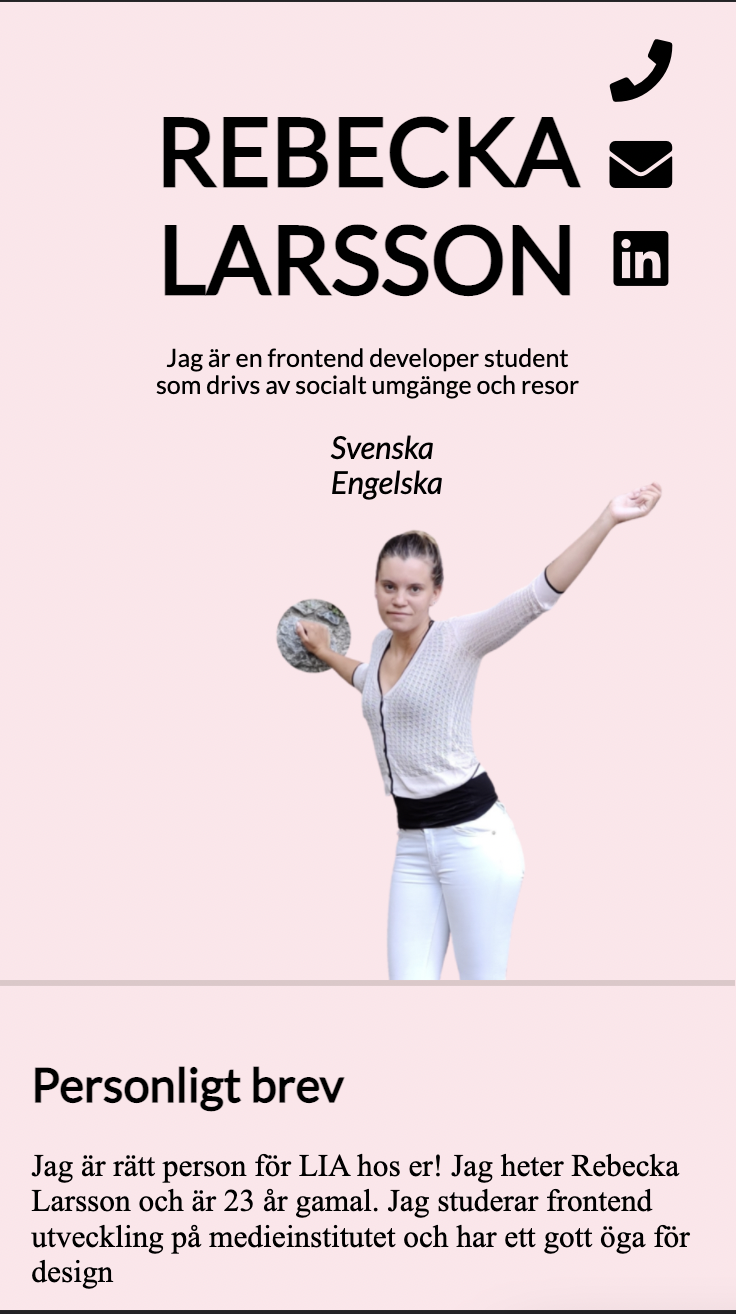 REBECKA
LARSSON
in
Jag är en frontend developer student
som drivs av socialt umgänge och resor
Svenska
Engelska
Personligt brev
Jag är rätt person för LIA hos er! Jag heter Rebecka
Larsson och är 23 år gamal. Jag studerar frontend
utveckling på medieinstitutet och har ett gott öga för
design